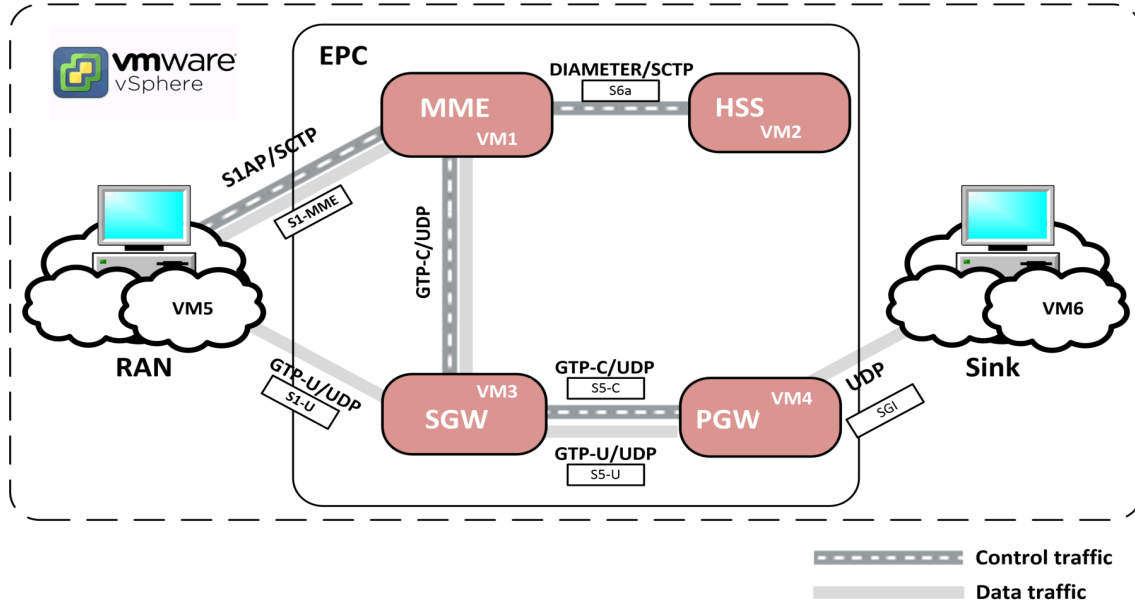 vmware
vSphere
EPC
DIAMETER/SCTP
S6a
MME
VM1
HSS
VM2
S1AP/SCTP
S1-MME
GTP-C/UDP
VM5
RAN
VM6
Sink
GTP-U/UDP
S1-U
VM3
SGW
GTP-C/UDP
S5-C
GTP-U/UDP
S5-U
VM4
PGW
UDP
SGI
Control traffic
Data traffic